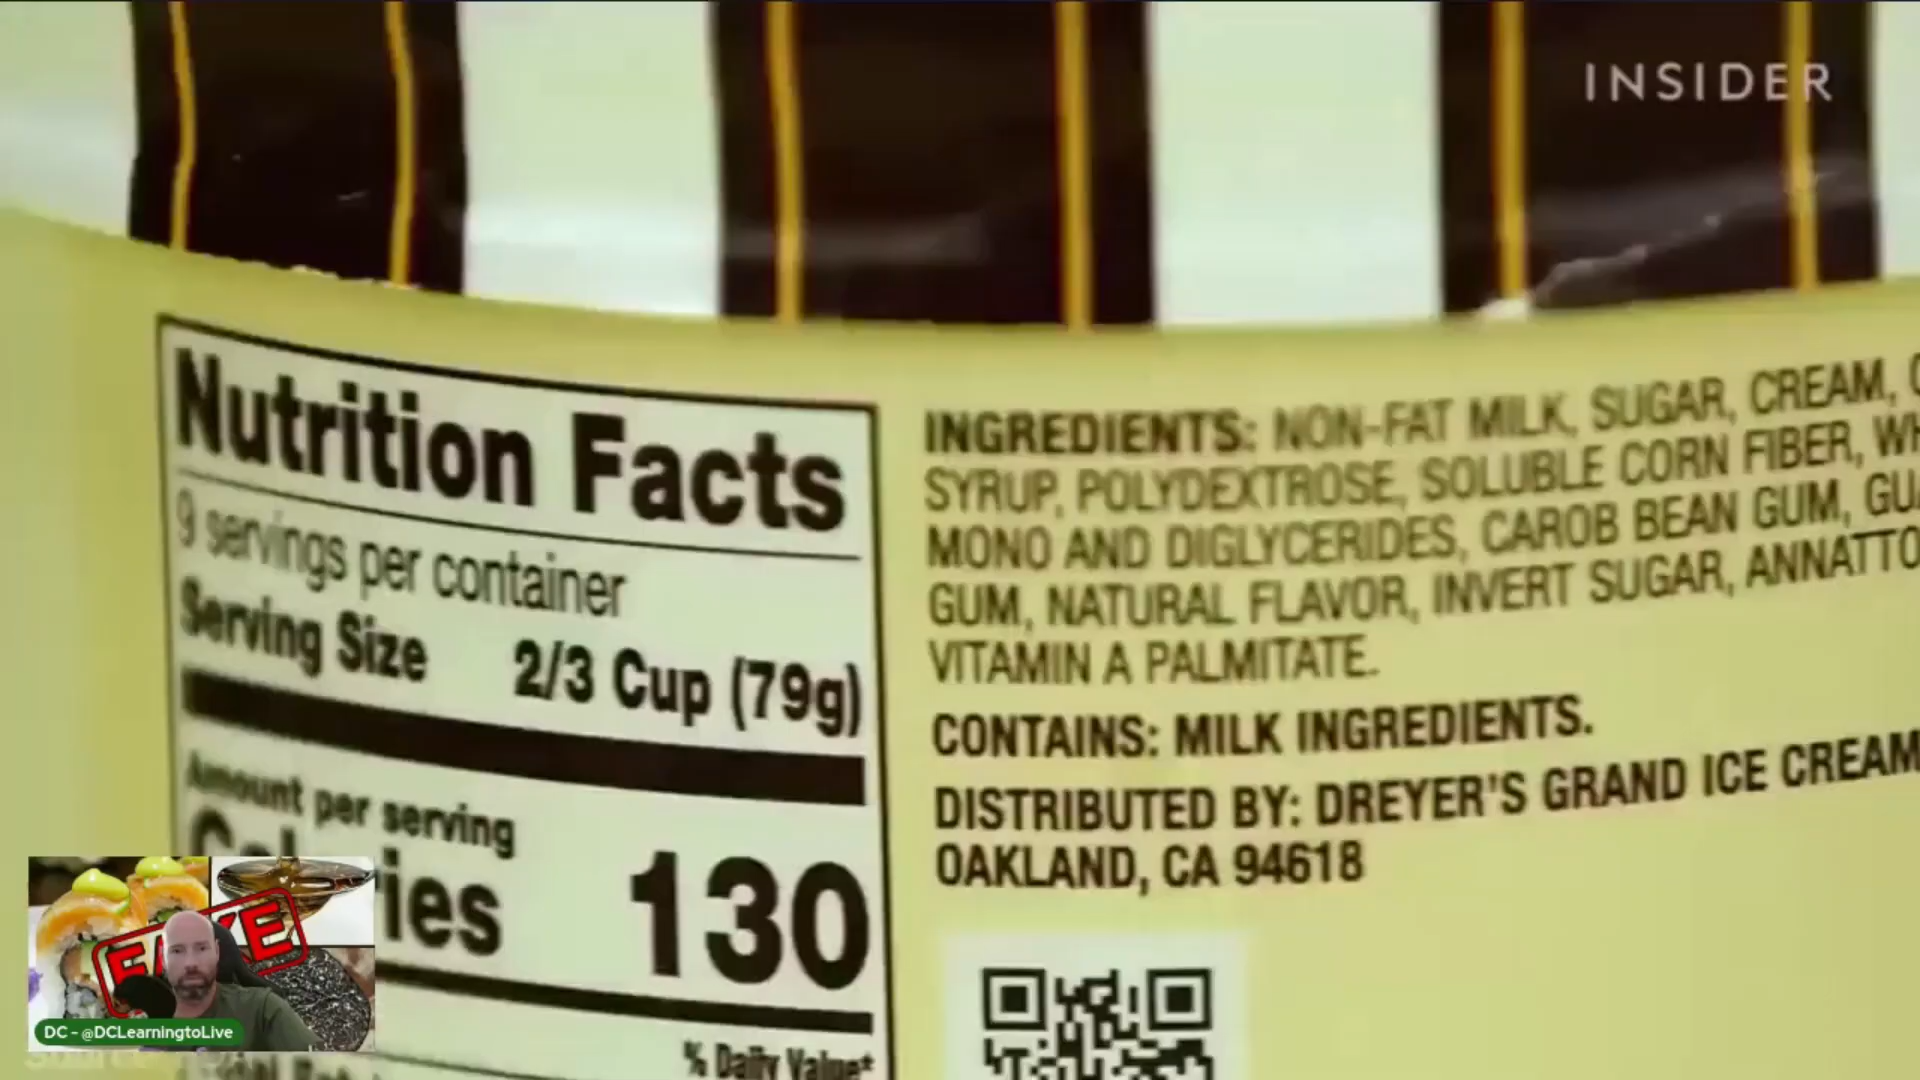 INSIDER
Nutrition Facts
9 servings per container
Serving Size 2/3 Cup (79g)
Amount per serving
130
% Daily Value*
INGREDIENTS: NON-FAT MILK, SUGAR, CREAM,
SYRUP, POLYDEXTROSE, SOLUBLE CORN FIBER,
MONO AND DIGLYCERIDES, CAROB BEAN GUM,
GUM, NATURAL FLAVOR, INVERT SUGAR, ANNATTO
VITAMIN A PALMITATE.
CONTAINS: MILK INGREDIENTS.
DISTRIBUTED BY: DREYER'S GRAND ICE CREAM
OAKLAND, CA 94618
DC - @DCLearningtoLive